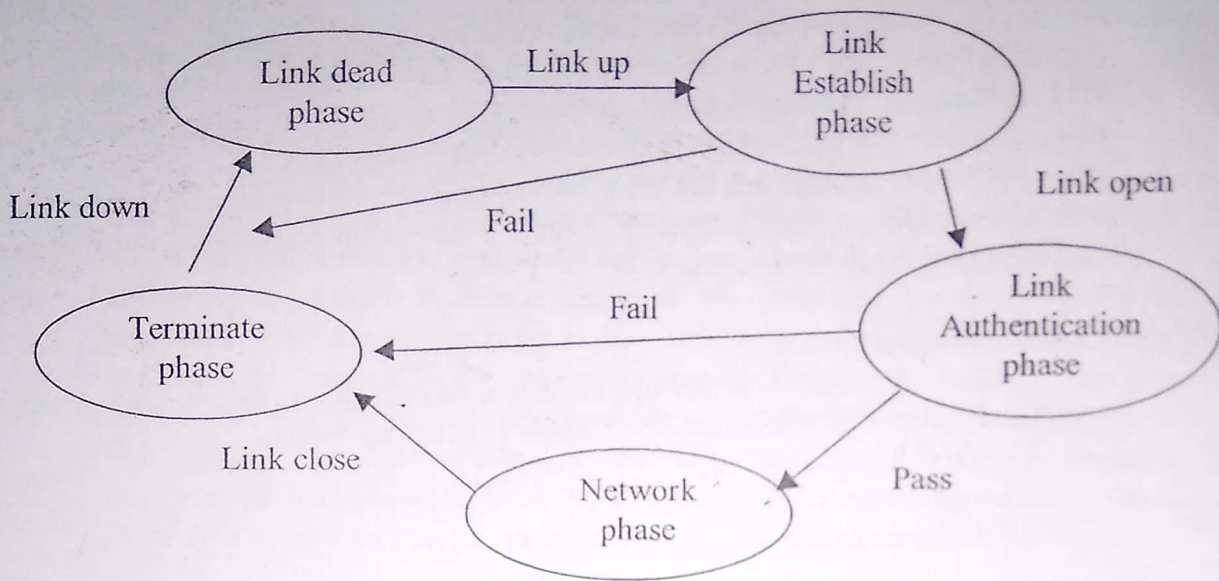 Link dead
phase
Link up
Link
Establish
phase
Link down
Fail
Link open
Terminate
phase
Fail
Link
Authentication
phase
Link close
Network
phase
Pass